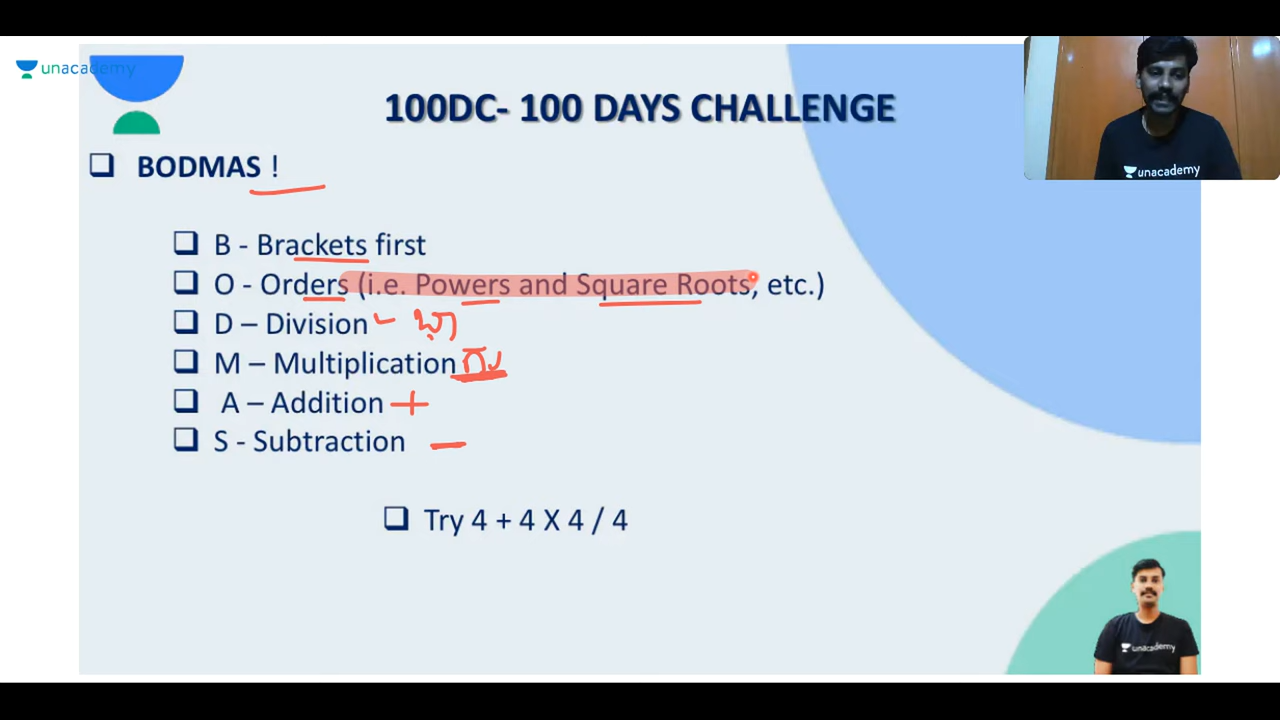 unacademy
100DC- 100 DAYS CHALLENGE
unacademy
❑ BODMAS !
❑ B - Brackets first
❑ O - Orders (i.e. Powers and Square Roots, etc.)
❑ D – Division
❑ M – Multiplication
❑ A – Addition +
❑ S - Subtraction –
❑ Try 4 + 4 X 4 / 4
unacademy